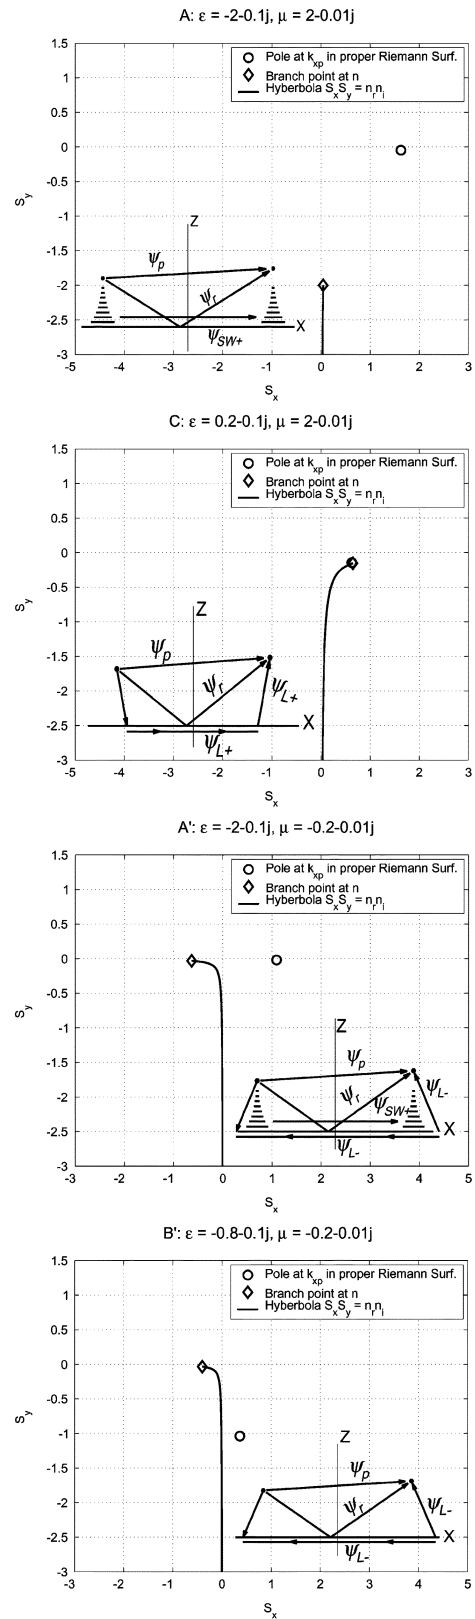 A: ε = -2-0.1j, μ = 2-0.01j
Pole at k_xp in proper Riemann Surf.
Branch point at n
Hyberbola S_xS_y = n_rn_i
1.5
1
0.5
0
-0.5
-1
-1.5
-2
-2.5
-3
S_y
Z
ψ_p
ψ_r
X
ψ_SW+
-5 -4 -3 -2 -1 0 1 2 3
S_x
C: ε = 0.2-0.1j, μ = 2-0.01j
Pole at k_xp in proper Riemann Surf.
Branch point at n
Hyberbola S_xS_y = n_rn_i
1.5
1
0.5
0
-0.5
-1
-1.5
-2
-2.5
-3
S_y
Z
ψ_p
ψ_r
ψ_L+
X
ψ_L+
-5 -4 -3 -2 -1 0 1 2 3
S_x
A': ε = -2-0.1j, μ = -0.2-0.01j
Pole at k_xp in proper Riemann Surf.
Branch point at n
Hyberbola S_xS_y = n_rn_i
1.5
1
0.5
0
-0.5
-1
-1.5
-2
-2.5
-3
S_y
Z
ψ_p
ψ_r
ψ_L-
ψ_SW+
X
ψ_L-
-3 -2 -1 0 1 2 3 4 5
S_x
B': ε = -0.8-0.1j, μ = -0.2-0.01j
Pole at k_xp in proper Riemann Surf.
Branch point at n
Hyberbola S_xS_y = n_rn_i
1.5
1
0.5
0
-0.5
-1
-1.5
-2
-2.5
-3
S_y
Z
ψ_p
ψ_r
ψ_L-
X
ψ_L-
-3 -2 -1 0 1 2 3 4 5
S_x